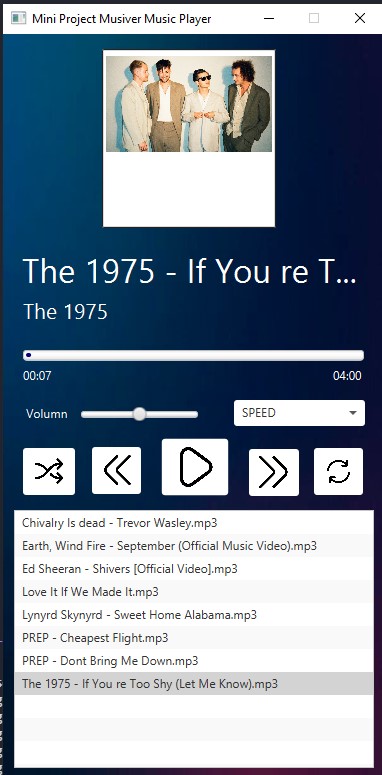 Mini Project Musiver Music Player
The 1975 - If You re T...
The 1975
00:07 04:00
Volumn SPEED
Chivalry Is dead - Trevor Wasley.mp3
Earth, Wind Fire - September (Official Music Video).mp3
Ed Sheeran - Shivers [Official Video].mp3
Love It If We Made It.mp3
Lynyrd Skynyrd - Sweet Home Alabama.mp3
PREP - Cheapest Flight.mp3
PREP - Dont Bring Me Down.mp3
The 1975 - If You re Too Shy (Let Me Know).mp3